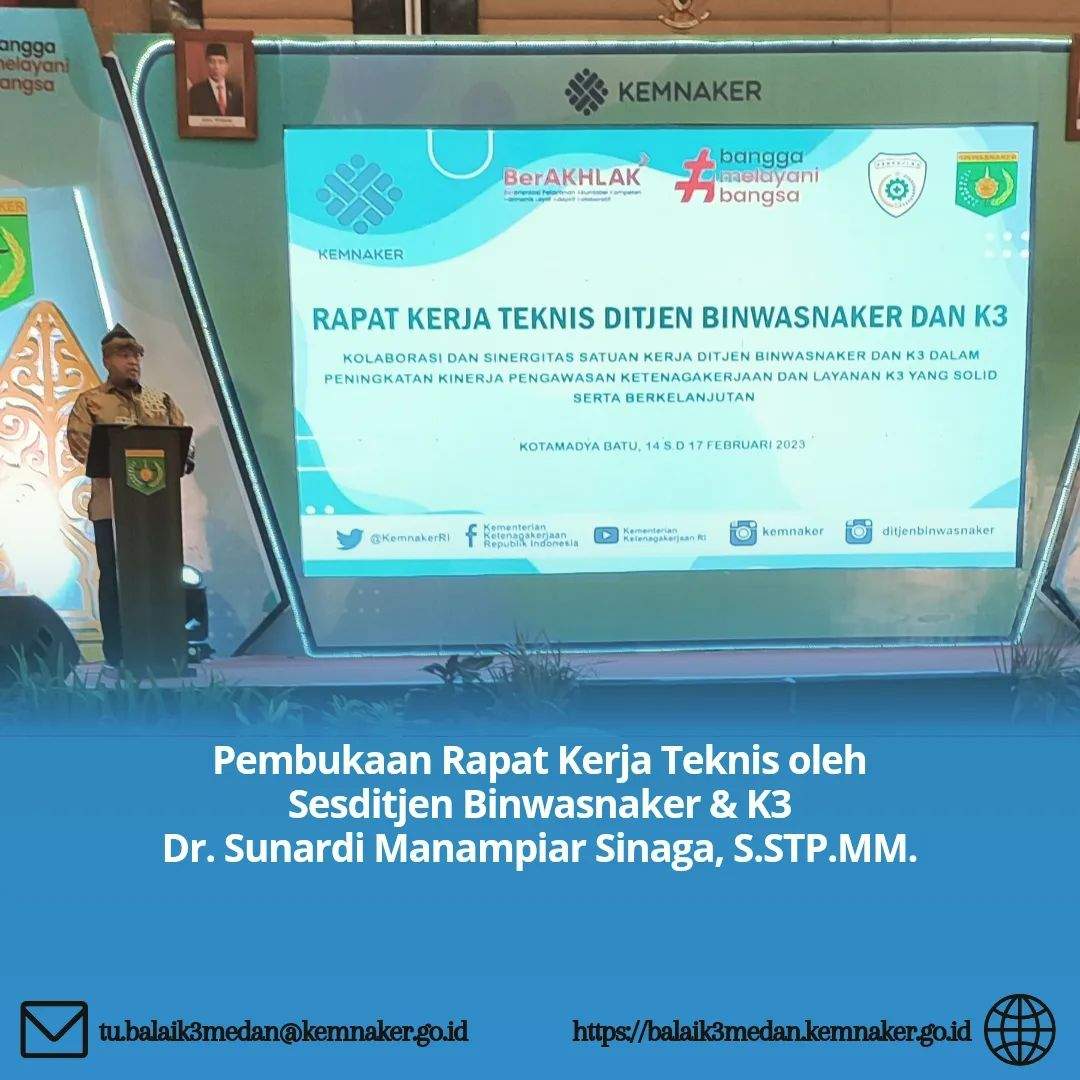 angga
melayani
angsa
KEMNAKER
KEMNAKER
BerAKHLAK
#bangga
melayani
bangsa
BINWASNAKER
RAPAT KERJA TEKNIS DITJEN BINWASNAKER DAN K3
KOLABORASI DAN SINERGITAS SATUAN KERJA DITJEN BINWASNAKER DAN K3 DALAM
PENINGKATAN KINERJA PENGAWASAN KETENAGAKERJAAN DAN LAYANAN K3 YANG SOLID
SERTA BERKELANJUTAN
KOTAMADYA BATU, 14 S.D 17 FEBRUARI 2023
@KemnakerRI
Kementerian
Ketenagakerjaan
Republik Indonesia
Kementerian
Ketenagakerjaan RI
kemnaker
ditjenbinwasnaker
Pembukaan Rapat Kerja Teknis oleh
Sesditjen Binwasnaker & K3
Dr. Sunardi Manampiar Sinaga, S.STP.MM.
tu.balaik3medan@kemnaker.go.id
https://balaik3medan.kemnaker.go.id